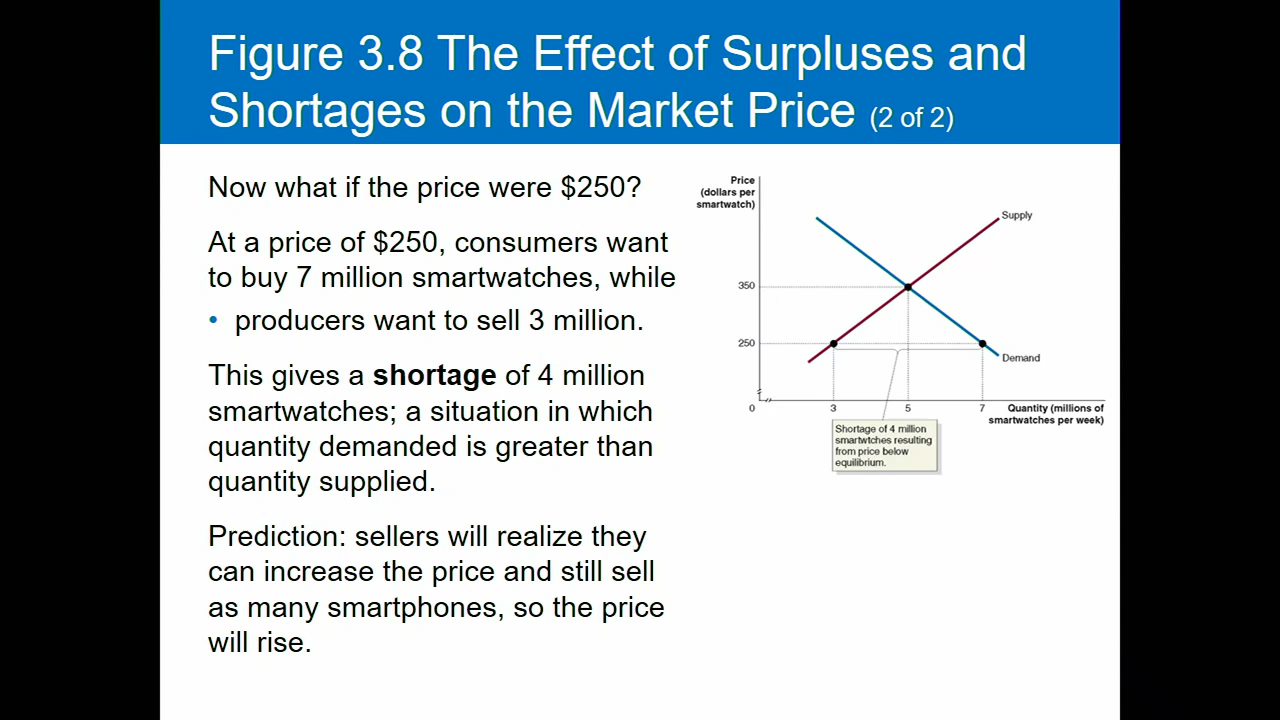 Figure 3.8 The Effect of Surpluses and
Shortages on the Market Price (2 of 2)
Now what if the price were $250?
At a price of $250, consumers want
to buy 7 million smartwatches, while
• producers want to sell 3 million.
This gives a shortage of 4 million
smartwatches; a situation in which
quantity demanded is greater than
quantity supplied.
Prediction: sellers will realize they
can increase the price and still sell
as many smartphones, so the price
will rise.
Price
(dollars per
smartwatch)
Supply
350
250
Demand
0
3
5
7
Quantity (millions of
smartwatches per week)
Shortage of 4 million
smartwtches resulting
from price below
equilibrium.